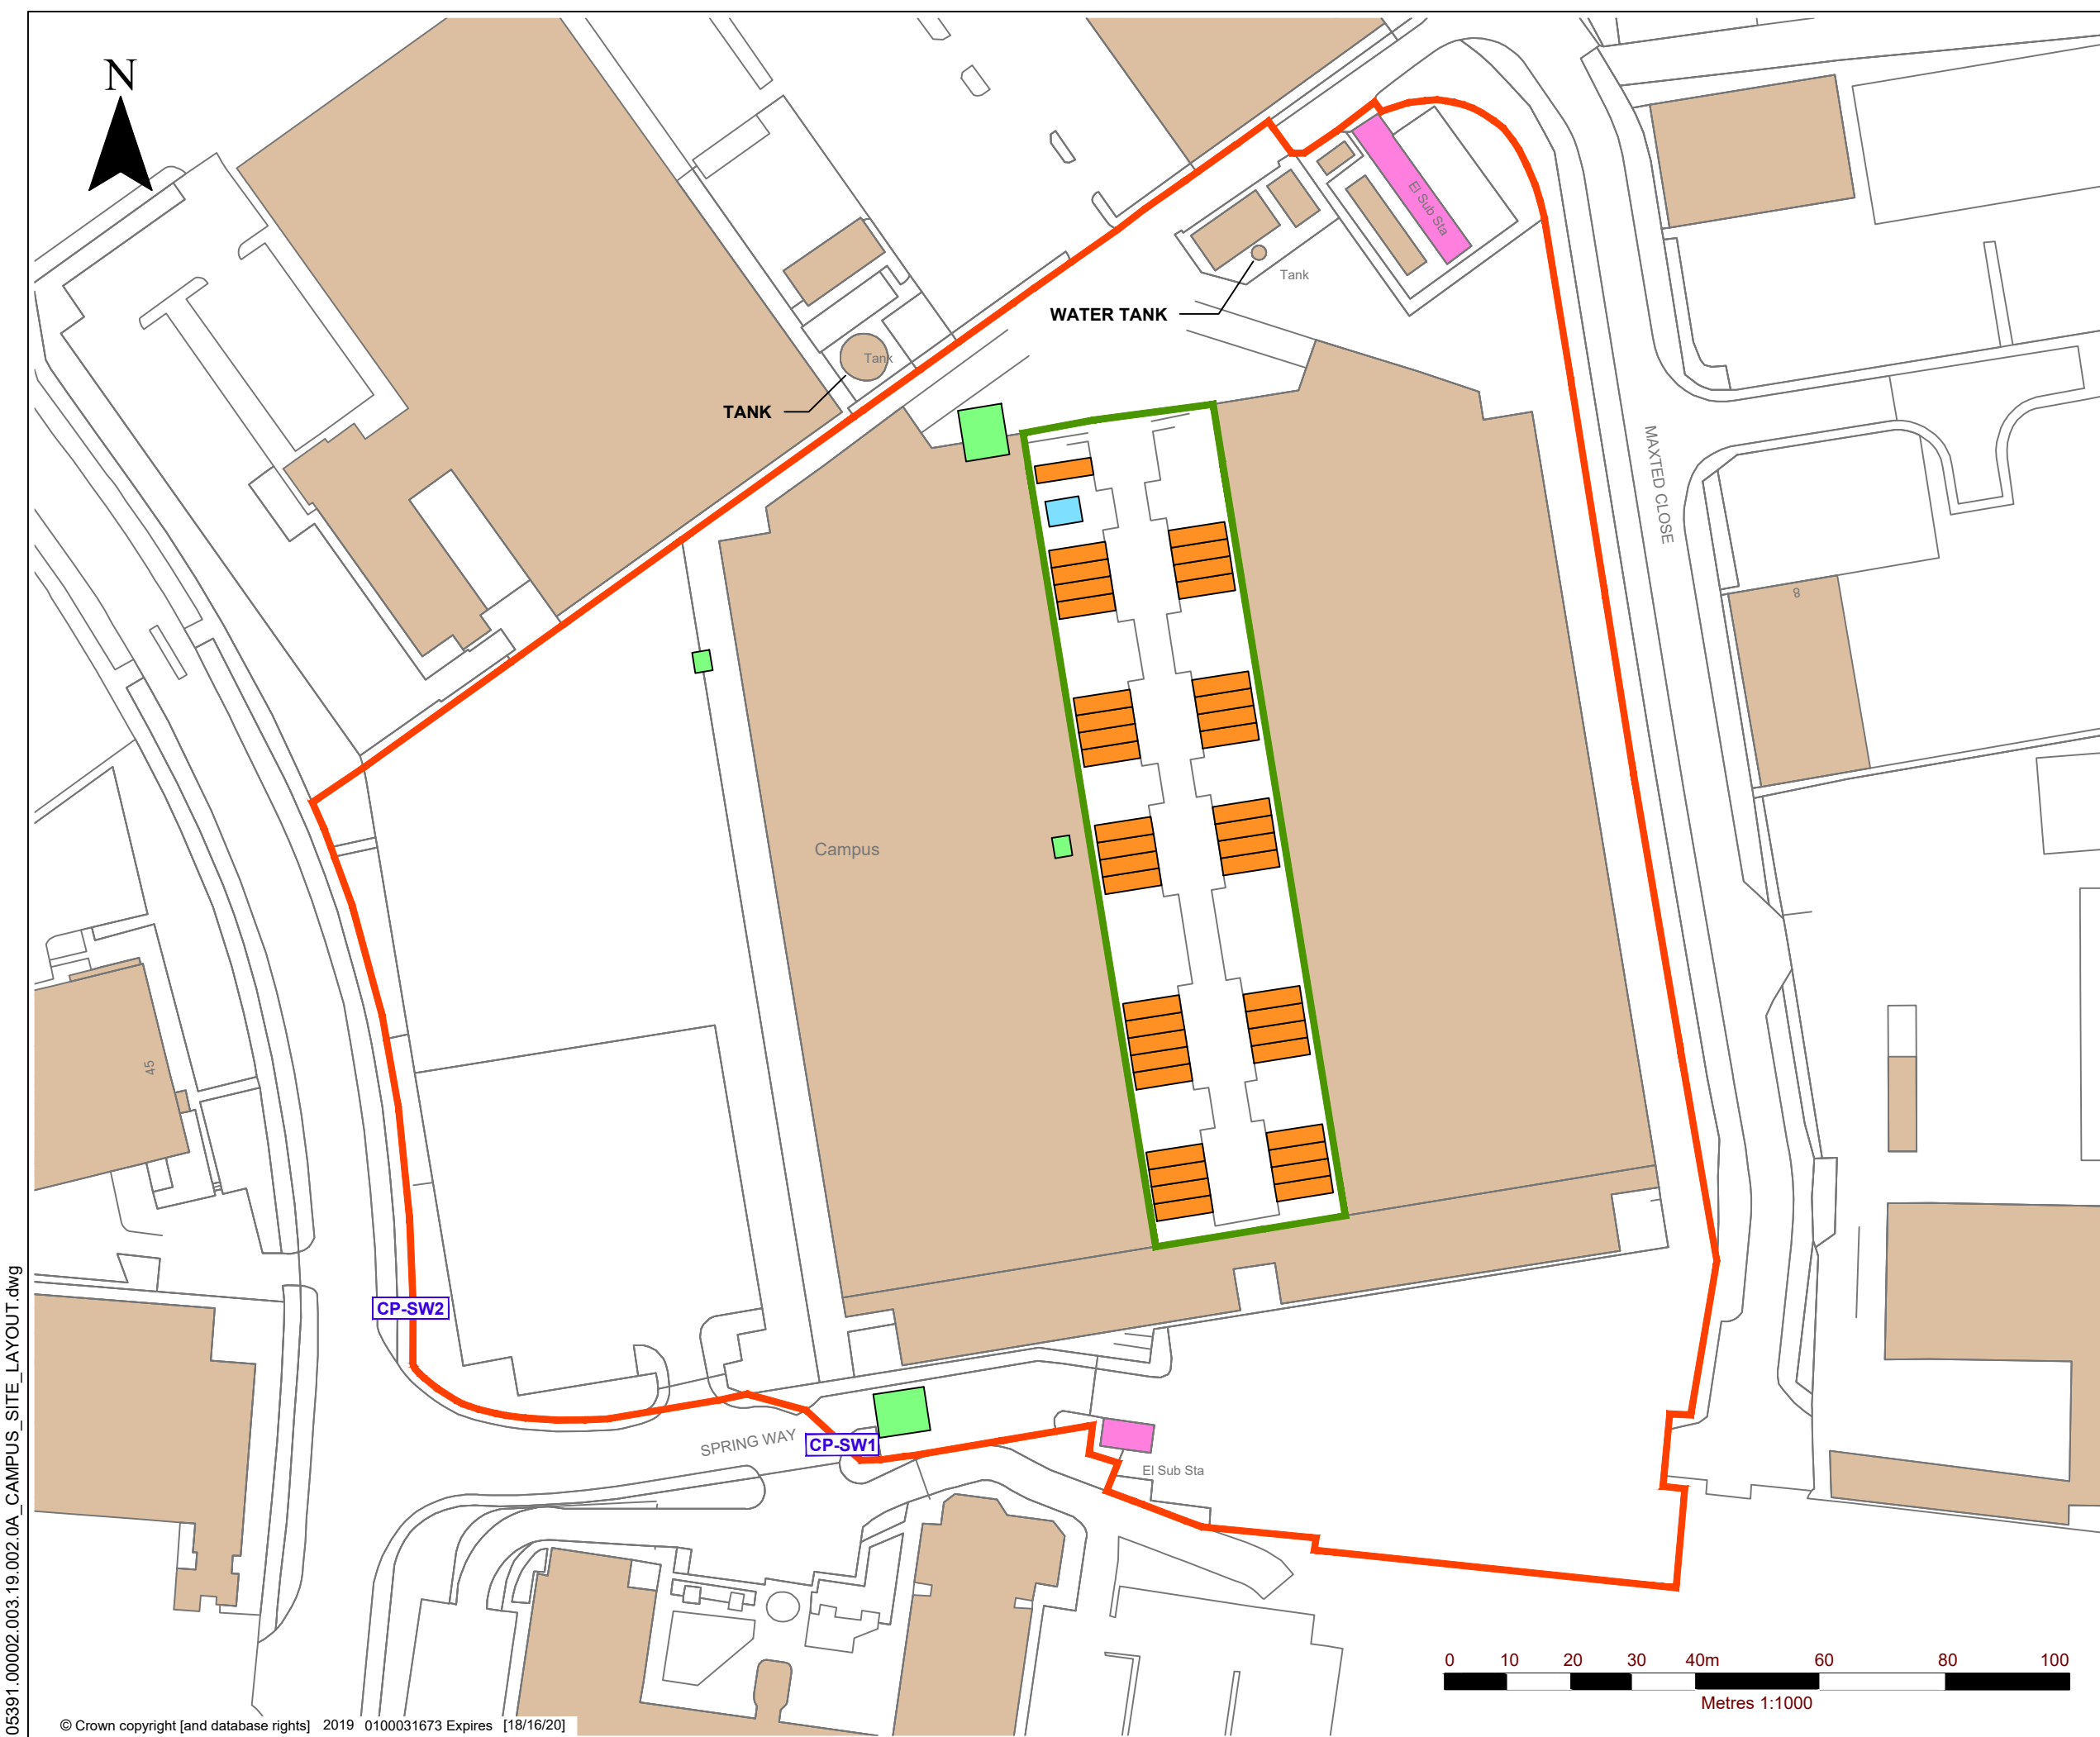 N
El Sub Sta
Tank
WATER TANK
Tank
TANK
MAXTED CLOSE
8
Campus
45
CP-SW2
SPRING WAY
CP-SW1
El Sub Sta
0 10 20 30 40m 60 80 100
Metres 1:1000
© Crown copyright [and database rights] 2019 0100031673 Expires [18/16/20]
05391.00002.003.19.002.0A_CAMPUS_SITE_LAYOUT.dwg